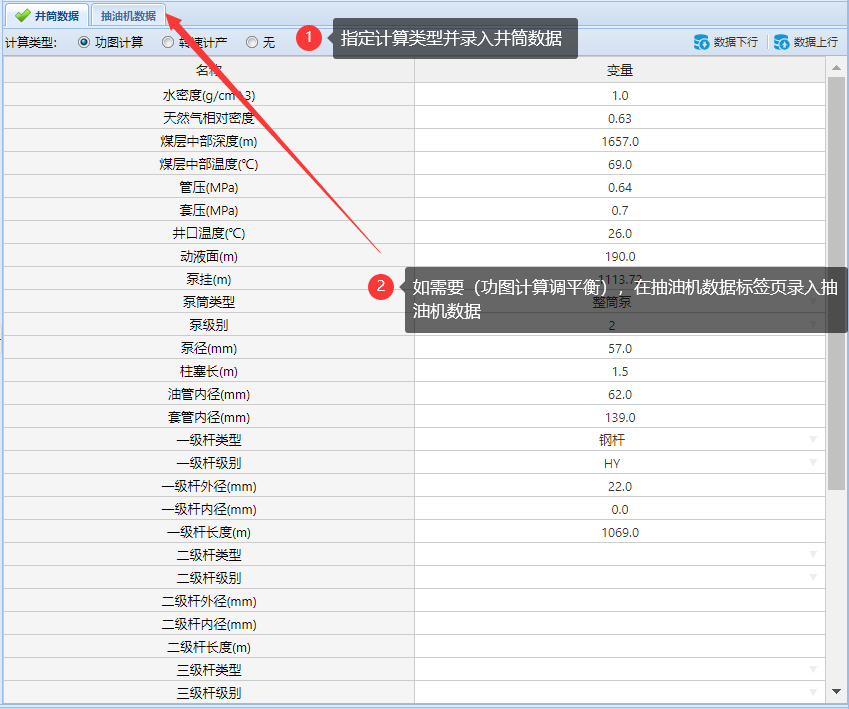 井筒数据 抽油机数据
计算类型: 功图计算 转速计产 无 1 指定计算类型并录入井筒数据 数据下行 数据上行
名称 变量
水密度(g/cm^3) 1.0
天然气相对密度 0.63
煤层中部深度(m) 1657.0
煤层中部温度(℃) 69.0
管压(MPa) 0.64
套压(MPa) 0.7
井口温度(℃) 26.0
动液面(m) 190.0
泵挂(m) 1113.72
2 如需要（功图计算调平衡），在抽油机数据标签页录入抽
油机数据
泵筒类型 整筒泵
泵级别 2
泵径(mm) 57.0
柱塞长(m) 1.5
油管内径(mm) 62.0
套管内径(mm) 139.0
一级杆类型 钢杆
一级杆级别 HY
一级杆外径(mm) 22.0
一级杆内径(mm) 0.0
一级杆长度(m) 1069.0
二级杆类型
二级杆级别
二级杆外径(mm)
二级杆内径(mm)
二级杆长度(m)
三级杆类型
三级杆级别